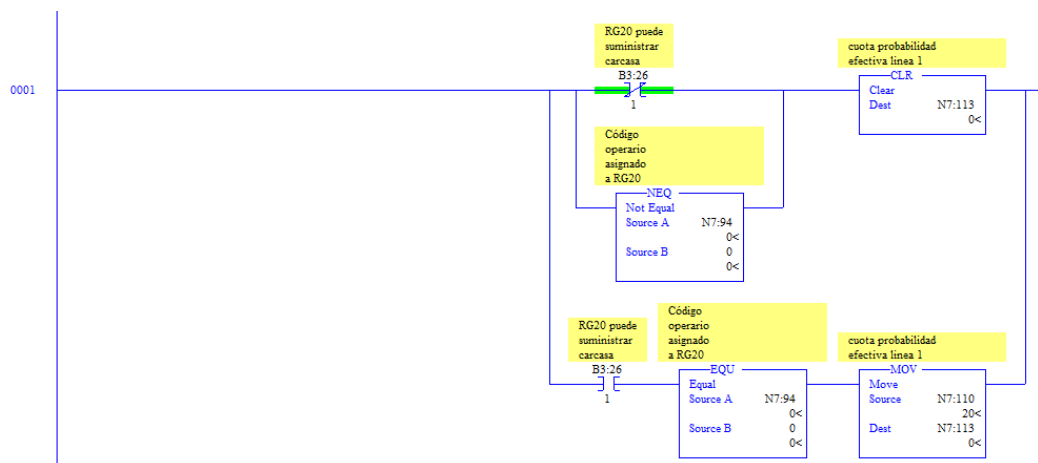 RG20 puede
suministrar
carcasa
B3:26
1
cuota probabilidad
efectiva linea 1
CLR
Clear
Dest N7:113
0<
0001
Código
operario
asignado
a RG20
NEQ
Not Equal
Source A N7:94
0<
Source B 0
0<
RG20 puede
suministrar
carcasa
B3:26
1
Código
operario
asignado
a RG20
EQU
Equal
Source A N7:94
0<
Source B 0
0<
cuota probabilidad
efectiva linea 1
MOV
Move
Source N7:110
20<
Dest N7:113
0<